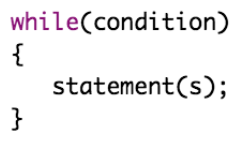 while(condition)
{
   statement(s);
}